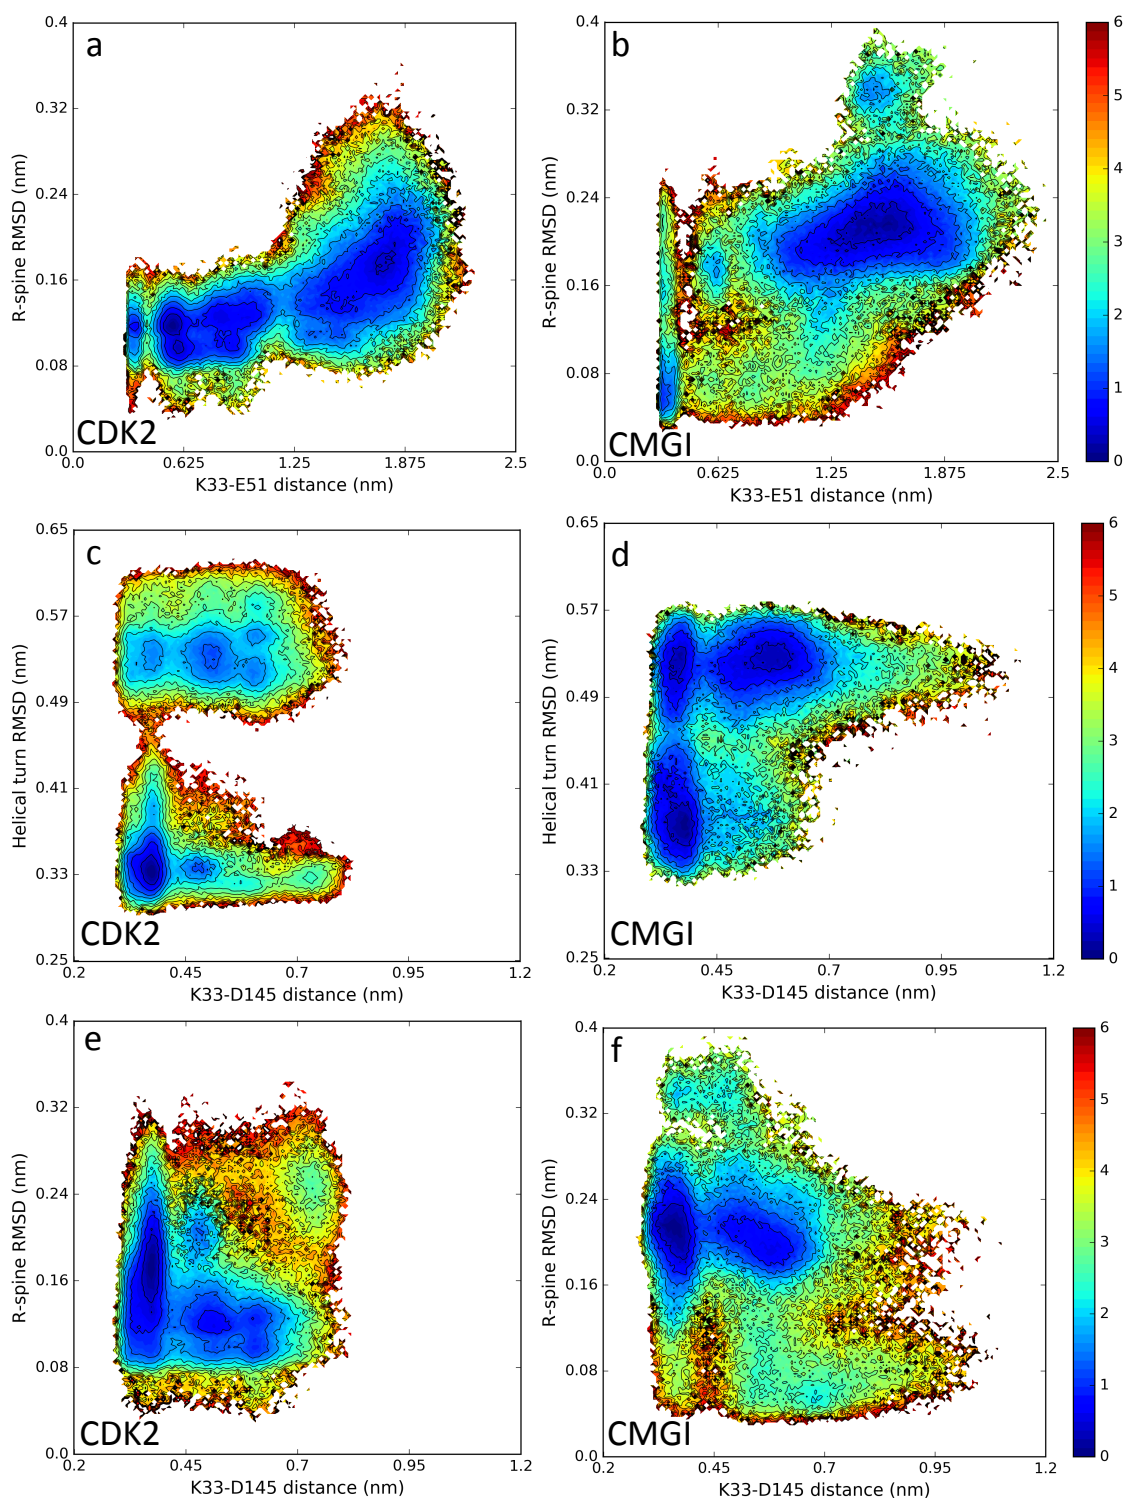 a
0.4
0.32
0.24
0.16
0.08
0.0
R-spine RMSD (nm)
CDK2
0.0 0.625 1.25 1.875 2.5
K33-E51 distance (nm)
b
0.4
0.32
0.24
0.16
0.08
0.0
R-spine RMSD (nm)
CMGI
0.0 0.625 1.25 1.875 2.5
K33-E51 distance (nm)
6
5
4
3
2
1
0
c
0.65
0.57
0.49
0.41
0.33
0.25
Helical turn RMSD (nm)
CDK2
0.2 0.45 0.7 0.95 1.2
K33-D145 distance (nm)
d
0.65
0.57
0.49
0.41
0.33
0.25
Helical turn RMSD (nm)
CMGI
0.2 0.45 0.7 0.95 1.2
K33-D145 distance (nm)
6
5
4
3
2
1
0
e
0.4
0.32
0.24
0.16
0.08
0.0
R-spine RMSD (nm)
CDK2
0.2 0.45 0.7 0.95 1.2
K33-D145 distance (nm)
f
0.4
0.32
0.24
0.16
0.08
0.0
R-spine RMSD (nm)
CMGI
0.2 0.45 0.7 0.95 1.2
K33-D145 distance (nm)
6
5
4
3
2
1
0